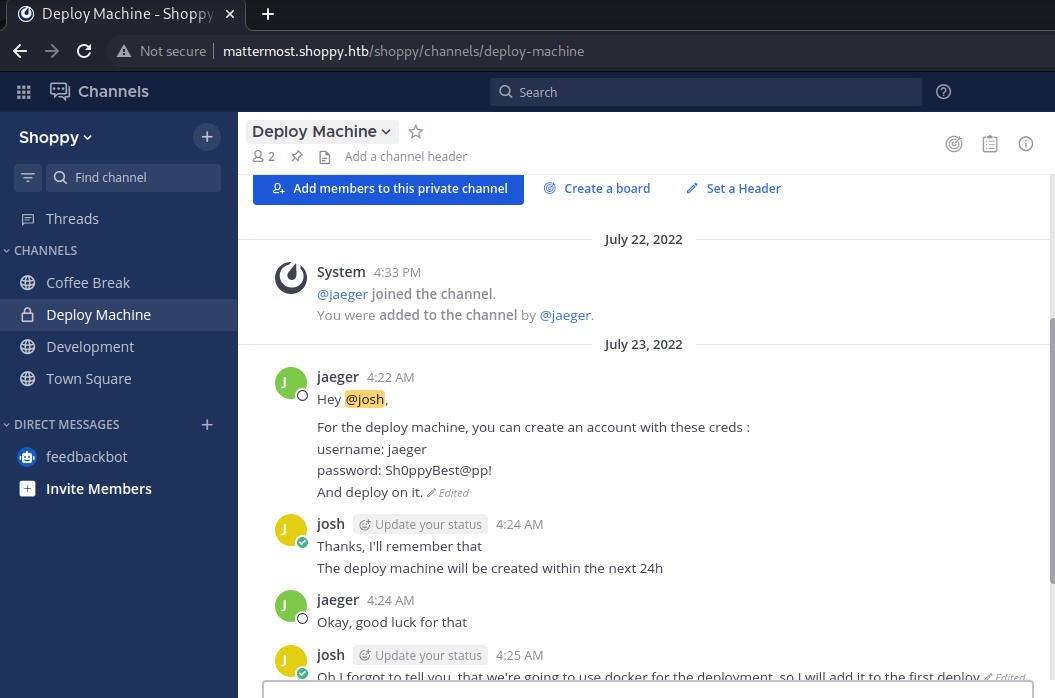 Deploy Machine - Shoppy
Not secure | mattermost.shoppy.htb/shoppy/channels/deploy-machine
Channels
Search
Shoppy
Find channel
Threads
CHANNELS
Coffee Break
Deploy Machine
Development
Town Square
DIRECT MESSAGES
feedbackbot
Invite Members
Deploy Machine
2
Add a channel header
Add members to this private channel
Create a board
Set a Header
July 22, 2022
System 4:33 PM
@jaeger joined the channel.
You were added to the channel by @jaeger.
July 23, 2022
J
jaeger 4:22 AM
Hey @josh,
For the deploy machine, you can create an account with these creds :
username: jaeger
password: Sh0ppyBest@pp!
And deploy on it. Edited
J
josh Update your status 4:24 AM
Thanks, I'll remember that
The deploy machine will be created within the next 24h
J
jaeger 4:24 AM
Okay, good luck for that
J
josh Update your status 4:25 AM
Oh I forgot to tell you, that we're going to use docker for the deployment, so I will add it to the first deploy Edited